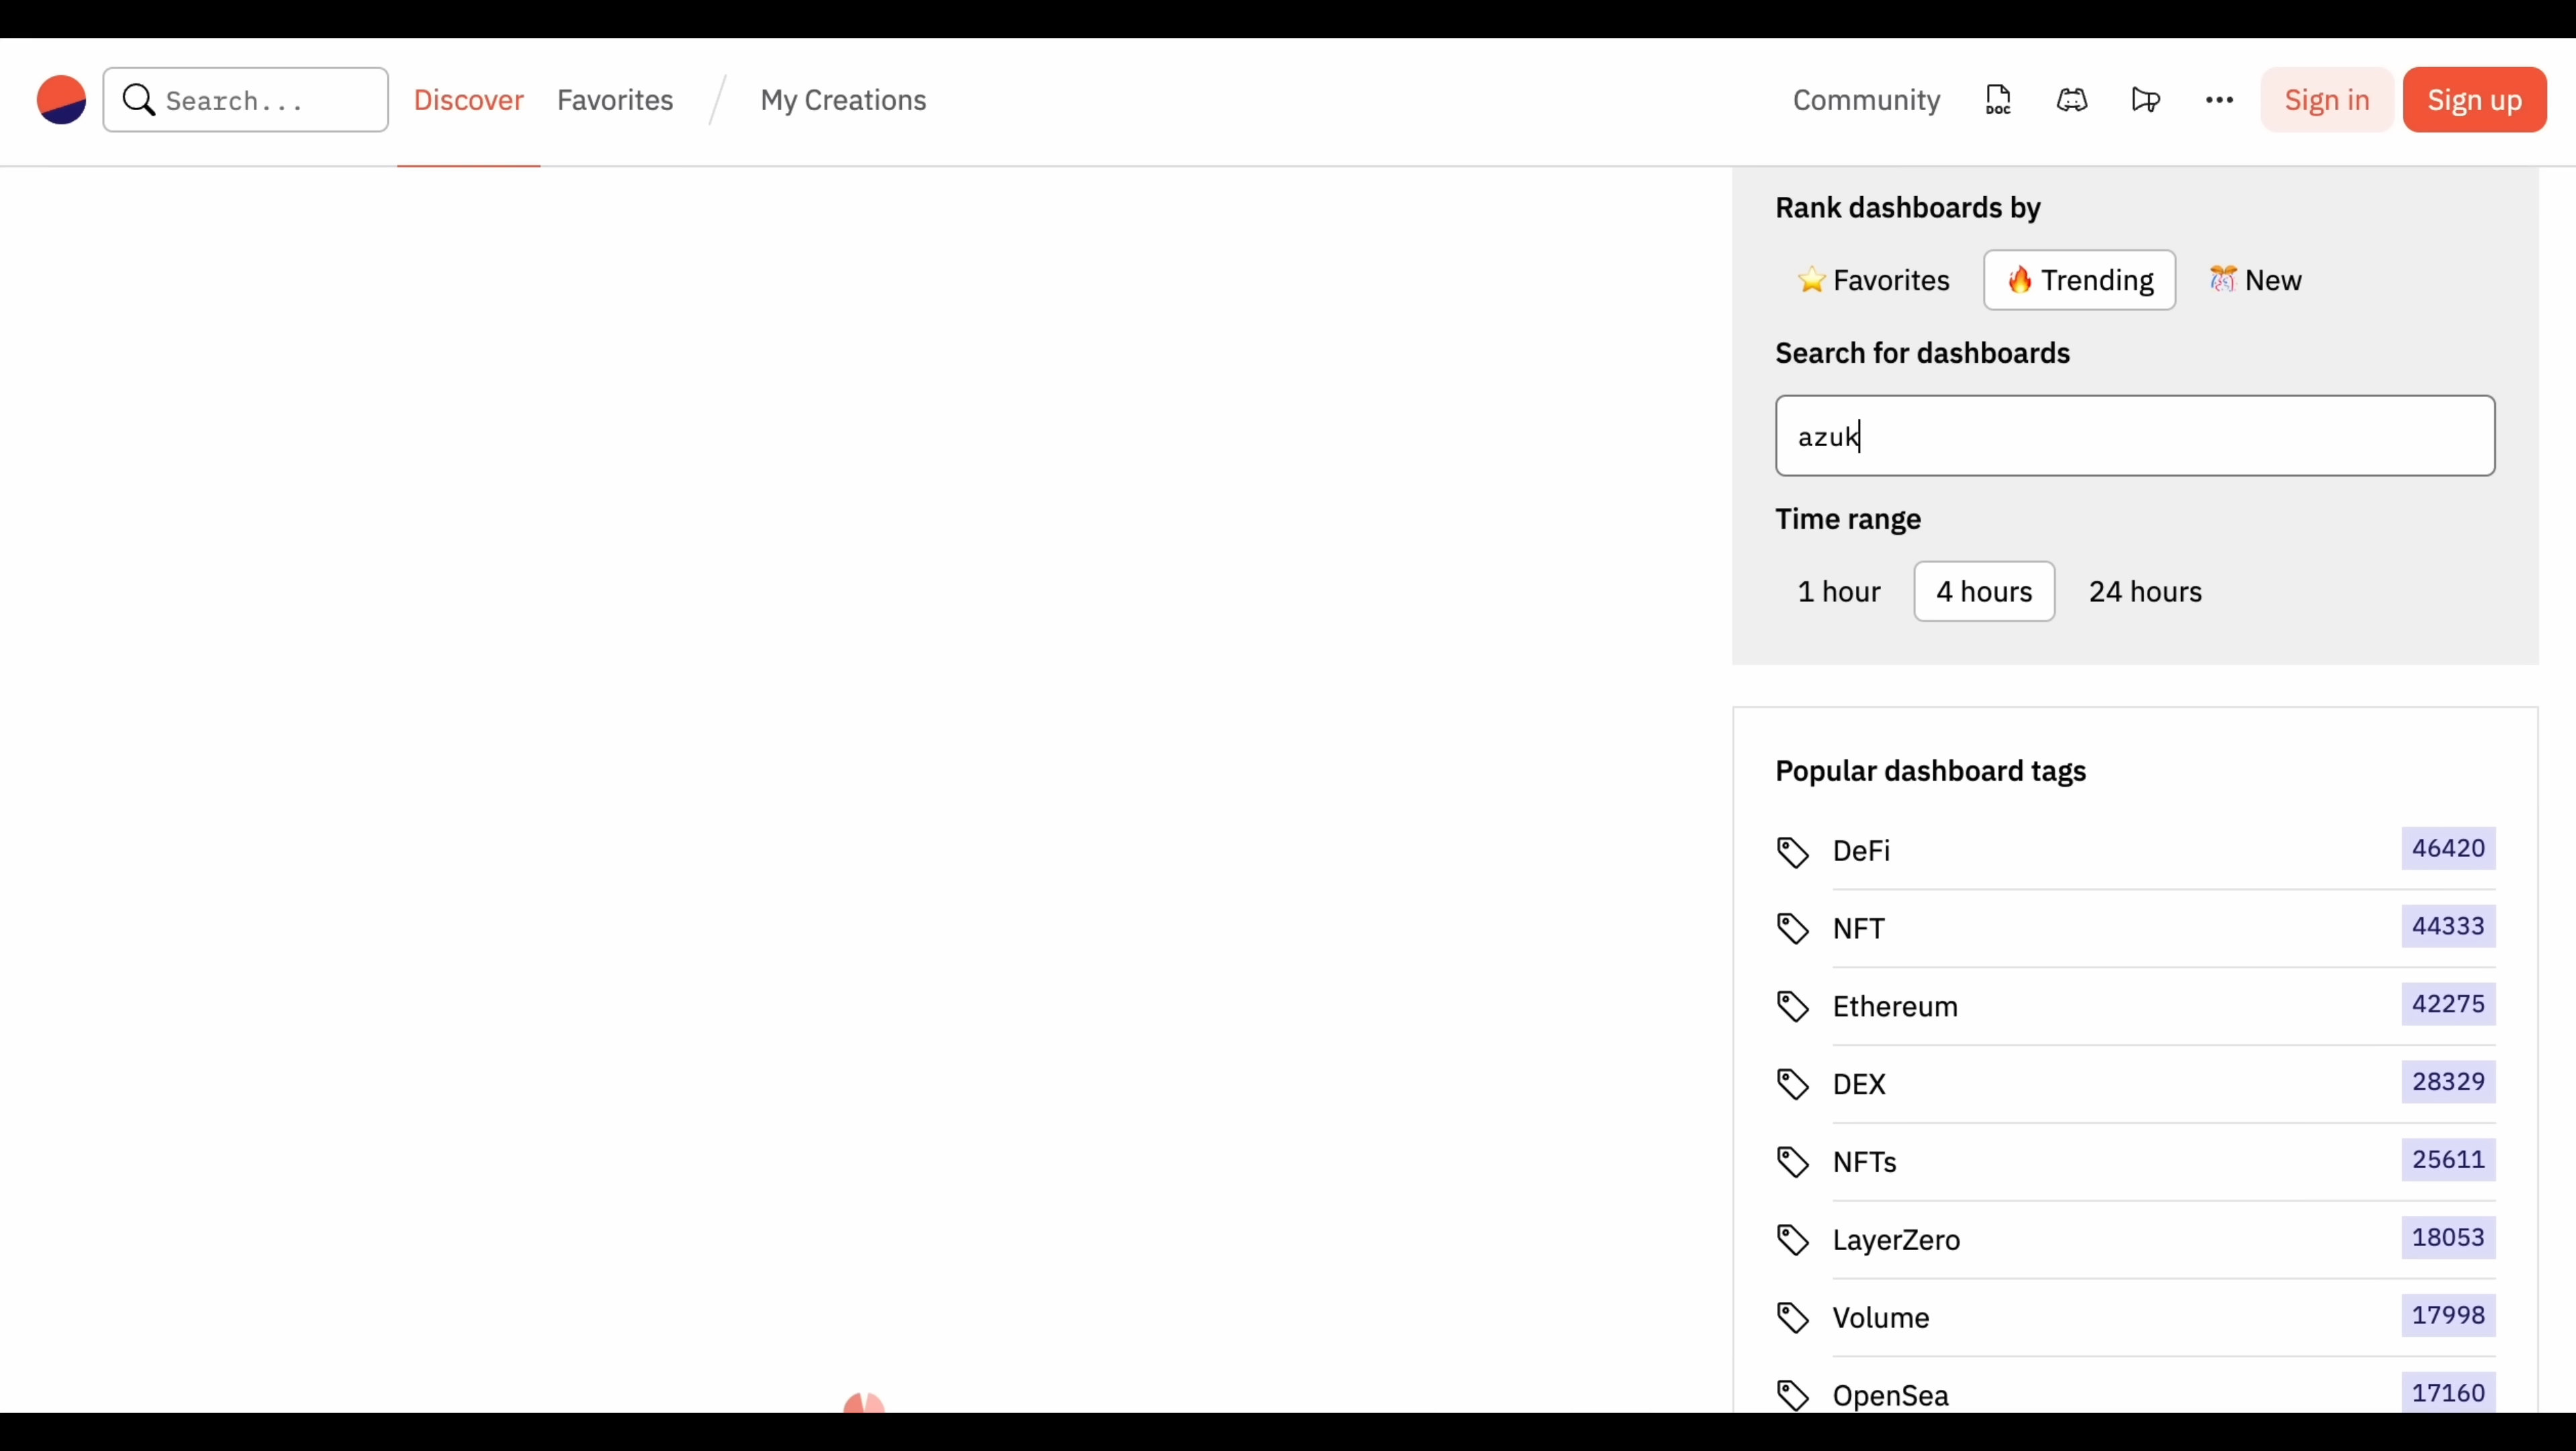 Search...
Discover
Favorites
My Creations
Community
DOC
Sign in
Sign up
Rank dashboards by
Favorites
Trending
New
Search for dashboards
azuk
Time range
1 hour
4 hours
24 hours
Popular dashboard tags
DeFi 46420
NFT 44333
Ethereum 42275
DEX 28329
NFTs 25611
LayerZero 18053
Volume 17998
OpenSea 17160